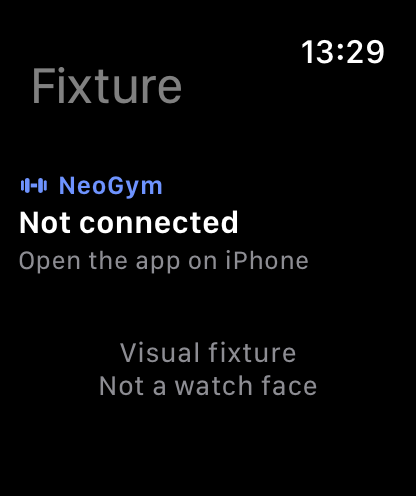 13:29
Fixture
NeoGym
Not connected
Open the app on iPhone
Visual fixture
Not a watch face